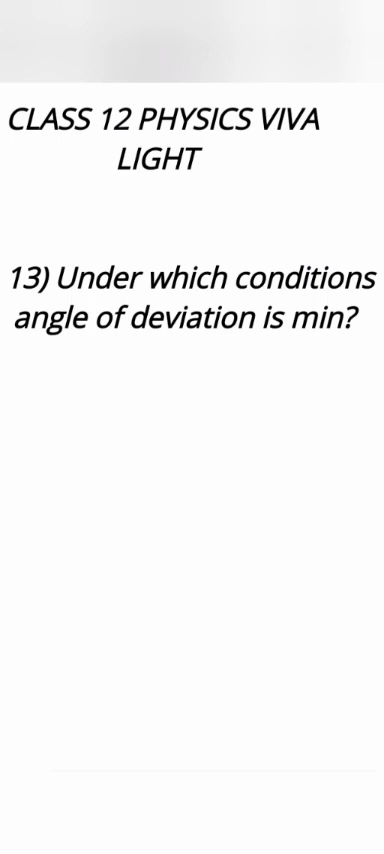 CLASS 12 PHYSICS VIVA
LIGHT
13) Under which conditions
angle of deviation is min?